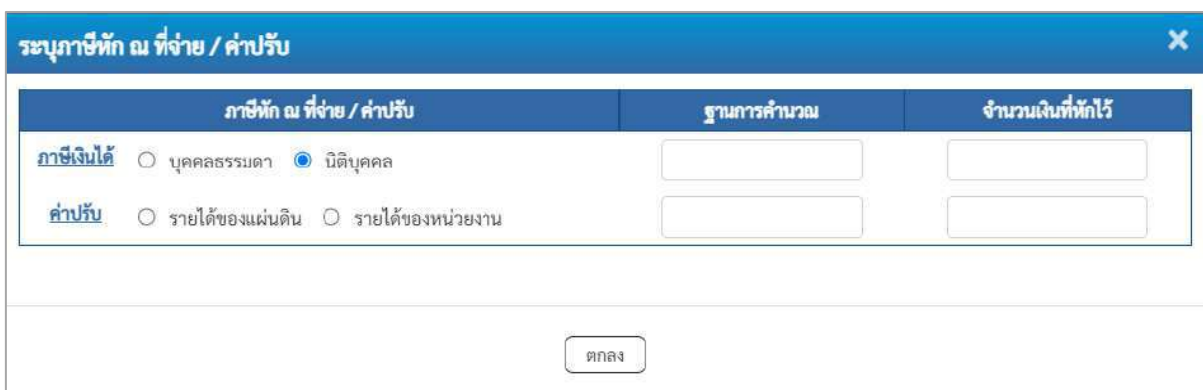 ระบุภาษีหัก ณ ที่จ่าย / ค่าปรับ
ภาษีหัก ณ ที่จ่าย / ค่าปรับ ฐานการคำนวณ จำนวนเงินที่หักไว้
ภาษีเงินได้ บุคคลธรรมดา นิติบุคคล
ค่าปรับ รายได้ของแผ่นดิน รายได้ของหน่วยงาน
ตกลง